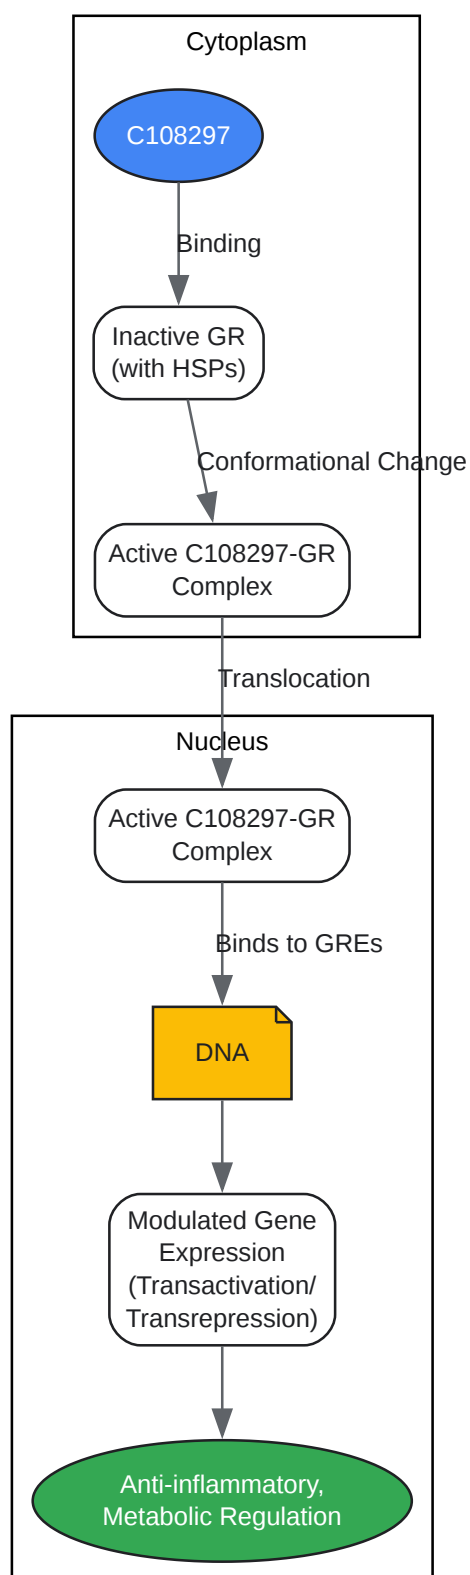 Cytoplasm
C108297
Binding
Inactive GR
(with HSPs)
Conformational Change
Active C108297-GR
Complex
Translocation
Nucleus
Active C108297-GR
Complex
Binds to GREs
DNA
Modulated Gene
Expression
(Transactivation/
Transrepression)
Anti-inflammatory,
Metabolic Regulation